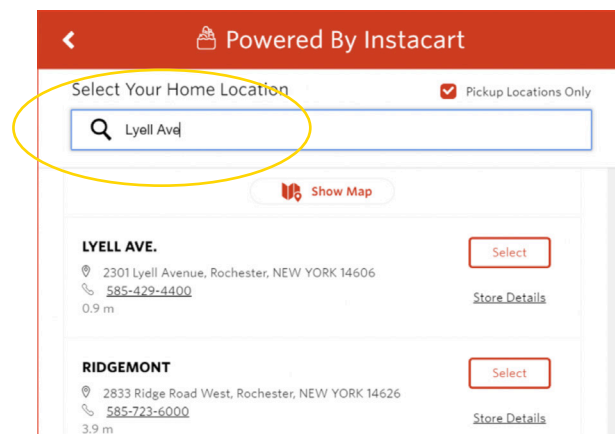 Powered By Instacart
Select Your Home Location
Pickup Locations Only
Lyell Ave
Show Map
LYELL AVE.
Select
2301 Lyell Avenue, Rochester, NEW YORK 14606
585-429-4400
Store Details
0.9 m
RIDGEMONT
Select
2833 Ridge Road West, Rochester, NEW YORK 14626
585-723-6000
Store Details
3.9 m